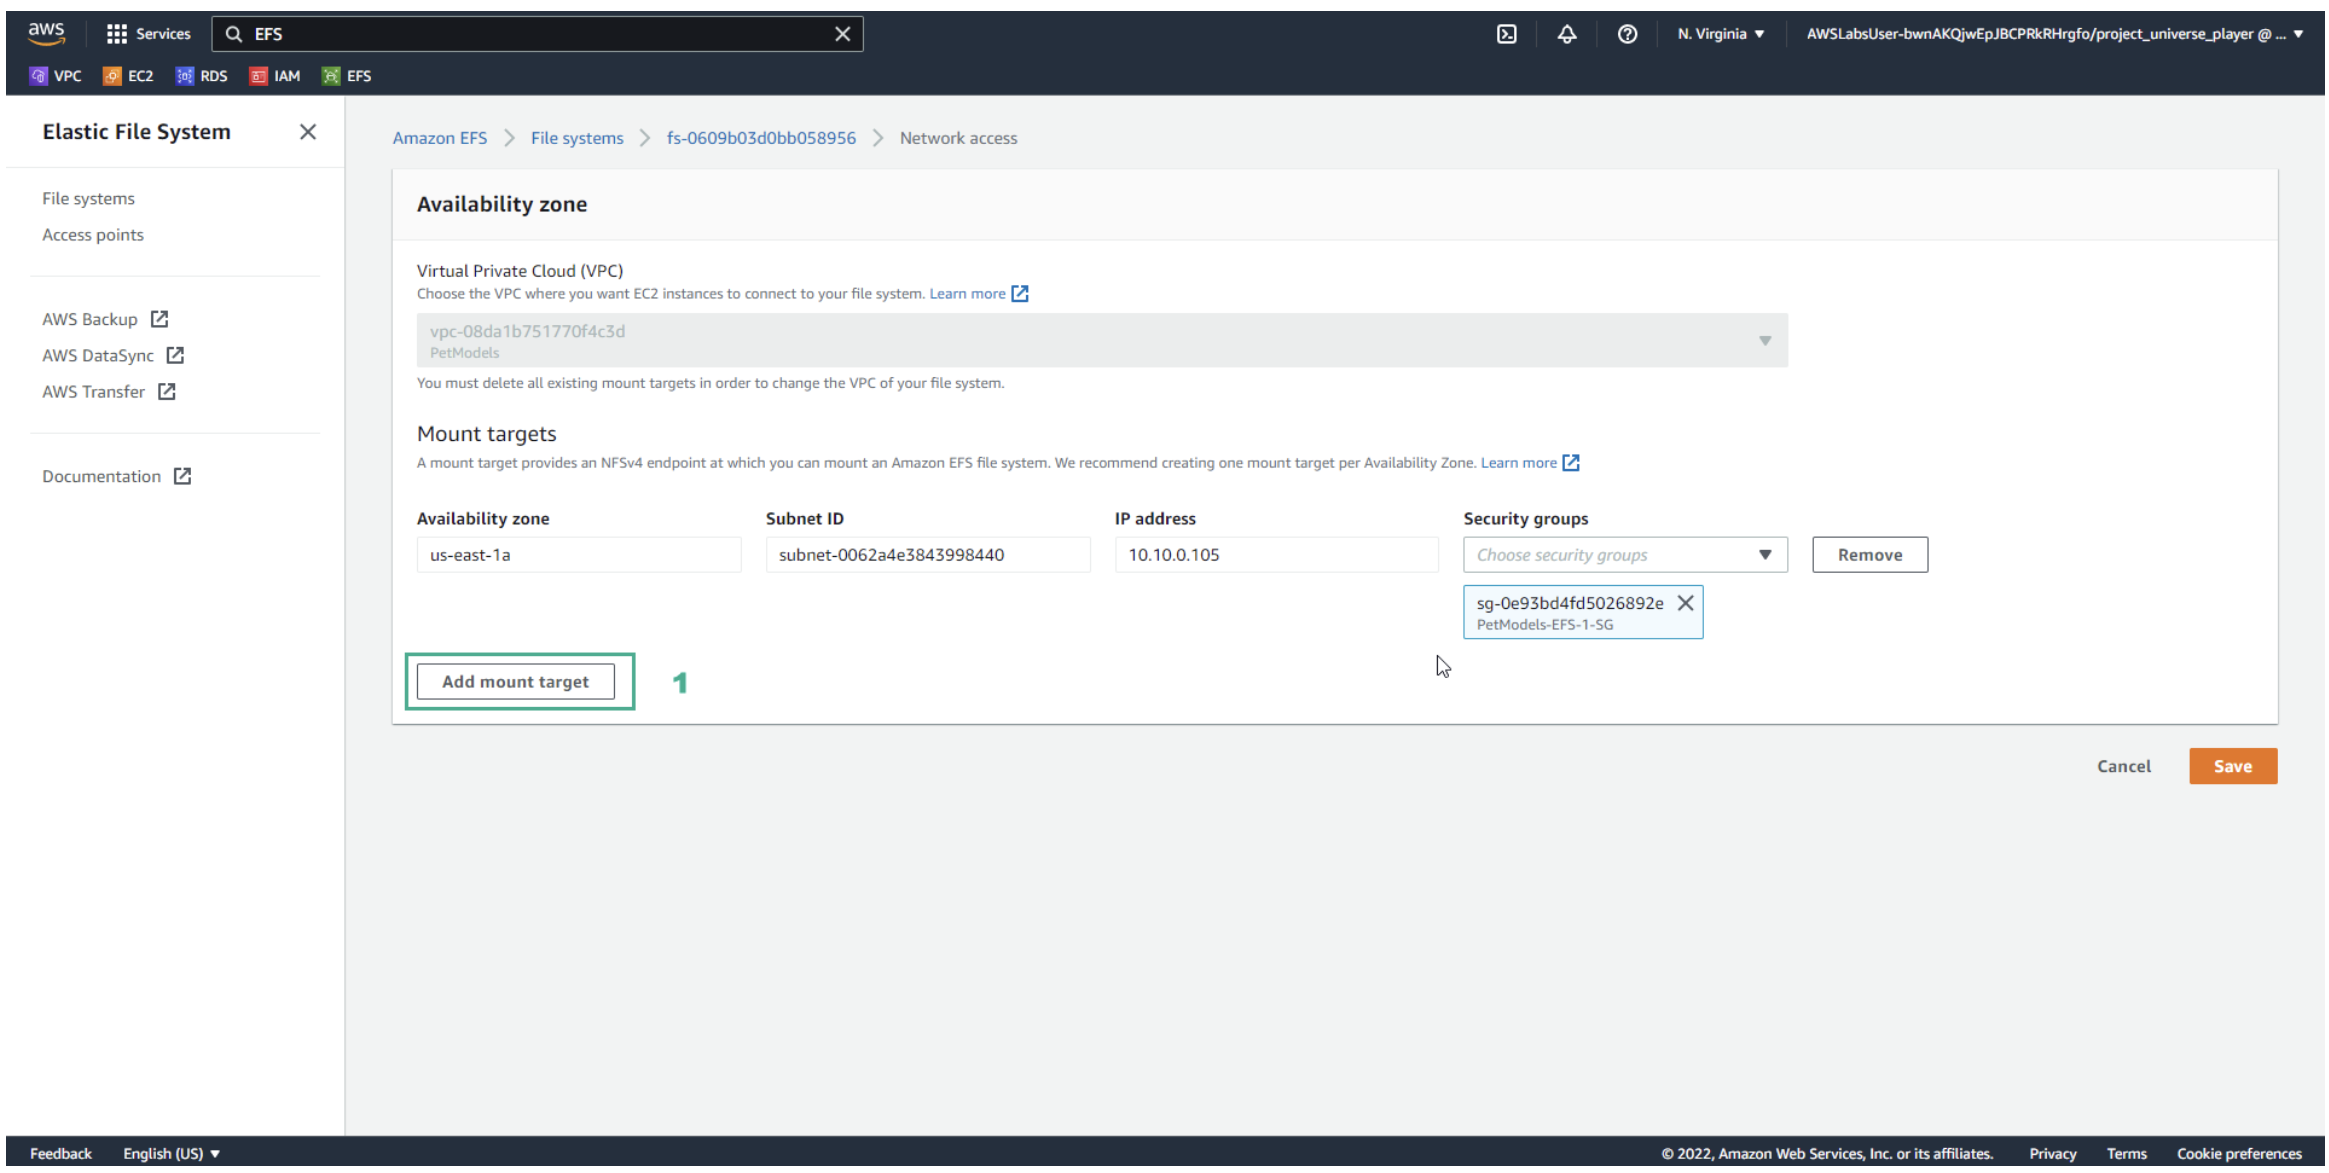 aws Services EFS N. Virginia ▼ AWSLabsUser-bwnAKQjwEpJBCPRkRHrgfo/project_universe_player @ ... ▼
VPC EC2 RDS IAM EFS
Elastic File System
File systems
Access points
AWS Backup
AWS DataSync
AWS Transfer
Documentation
Amazon EFS > File systems > fs-0609b03d0bb058956 > Network access
Availability zone
Virtual Private Cloud (VPC)
Choose the VPC where you want EC2 instances to connect to your file system. Learn more
vpc-08da1b751770f4c3d
PetModels
You must delete all existing mount targets in order to change the VPC of your file system.
Mount targets
A mount target provides an NFSv4 endpoint at which you can mount an Amazon EFS file system. We recommend creating one mount target per Availability Zone. Learn more
Availability zone Subnet ID IP address Security groups
us-east-1a subnet-0062a4e3843998440 10.10.0.105 Choose security groups Remove
sg-0e93bd4fd5026892e
PetModels-EFS-1-SG
Add mount target 1
Cancel Save
Feedback English (US) ▼ © 2022, Amazon Web Services, Inc. or its affiliates. Privacy Terms Cookie preferences